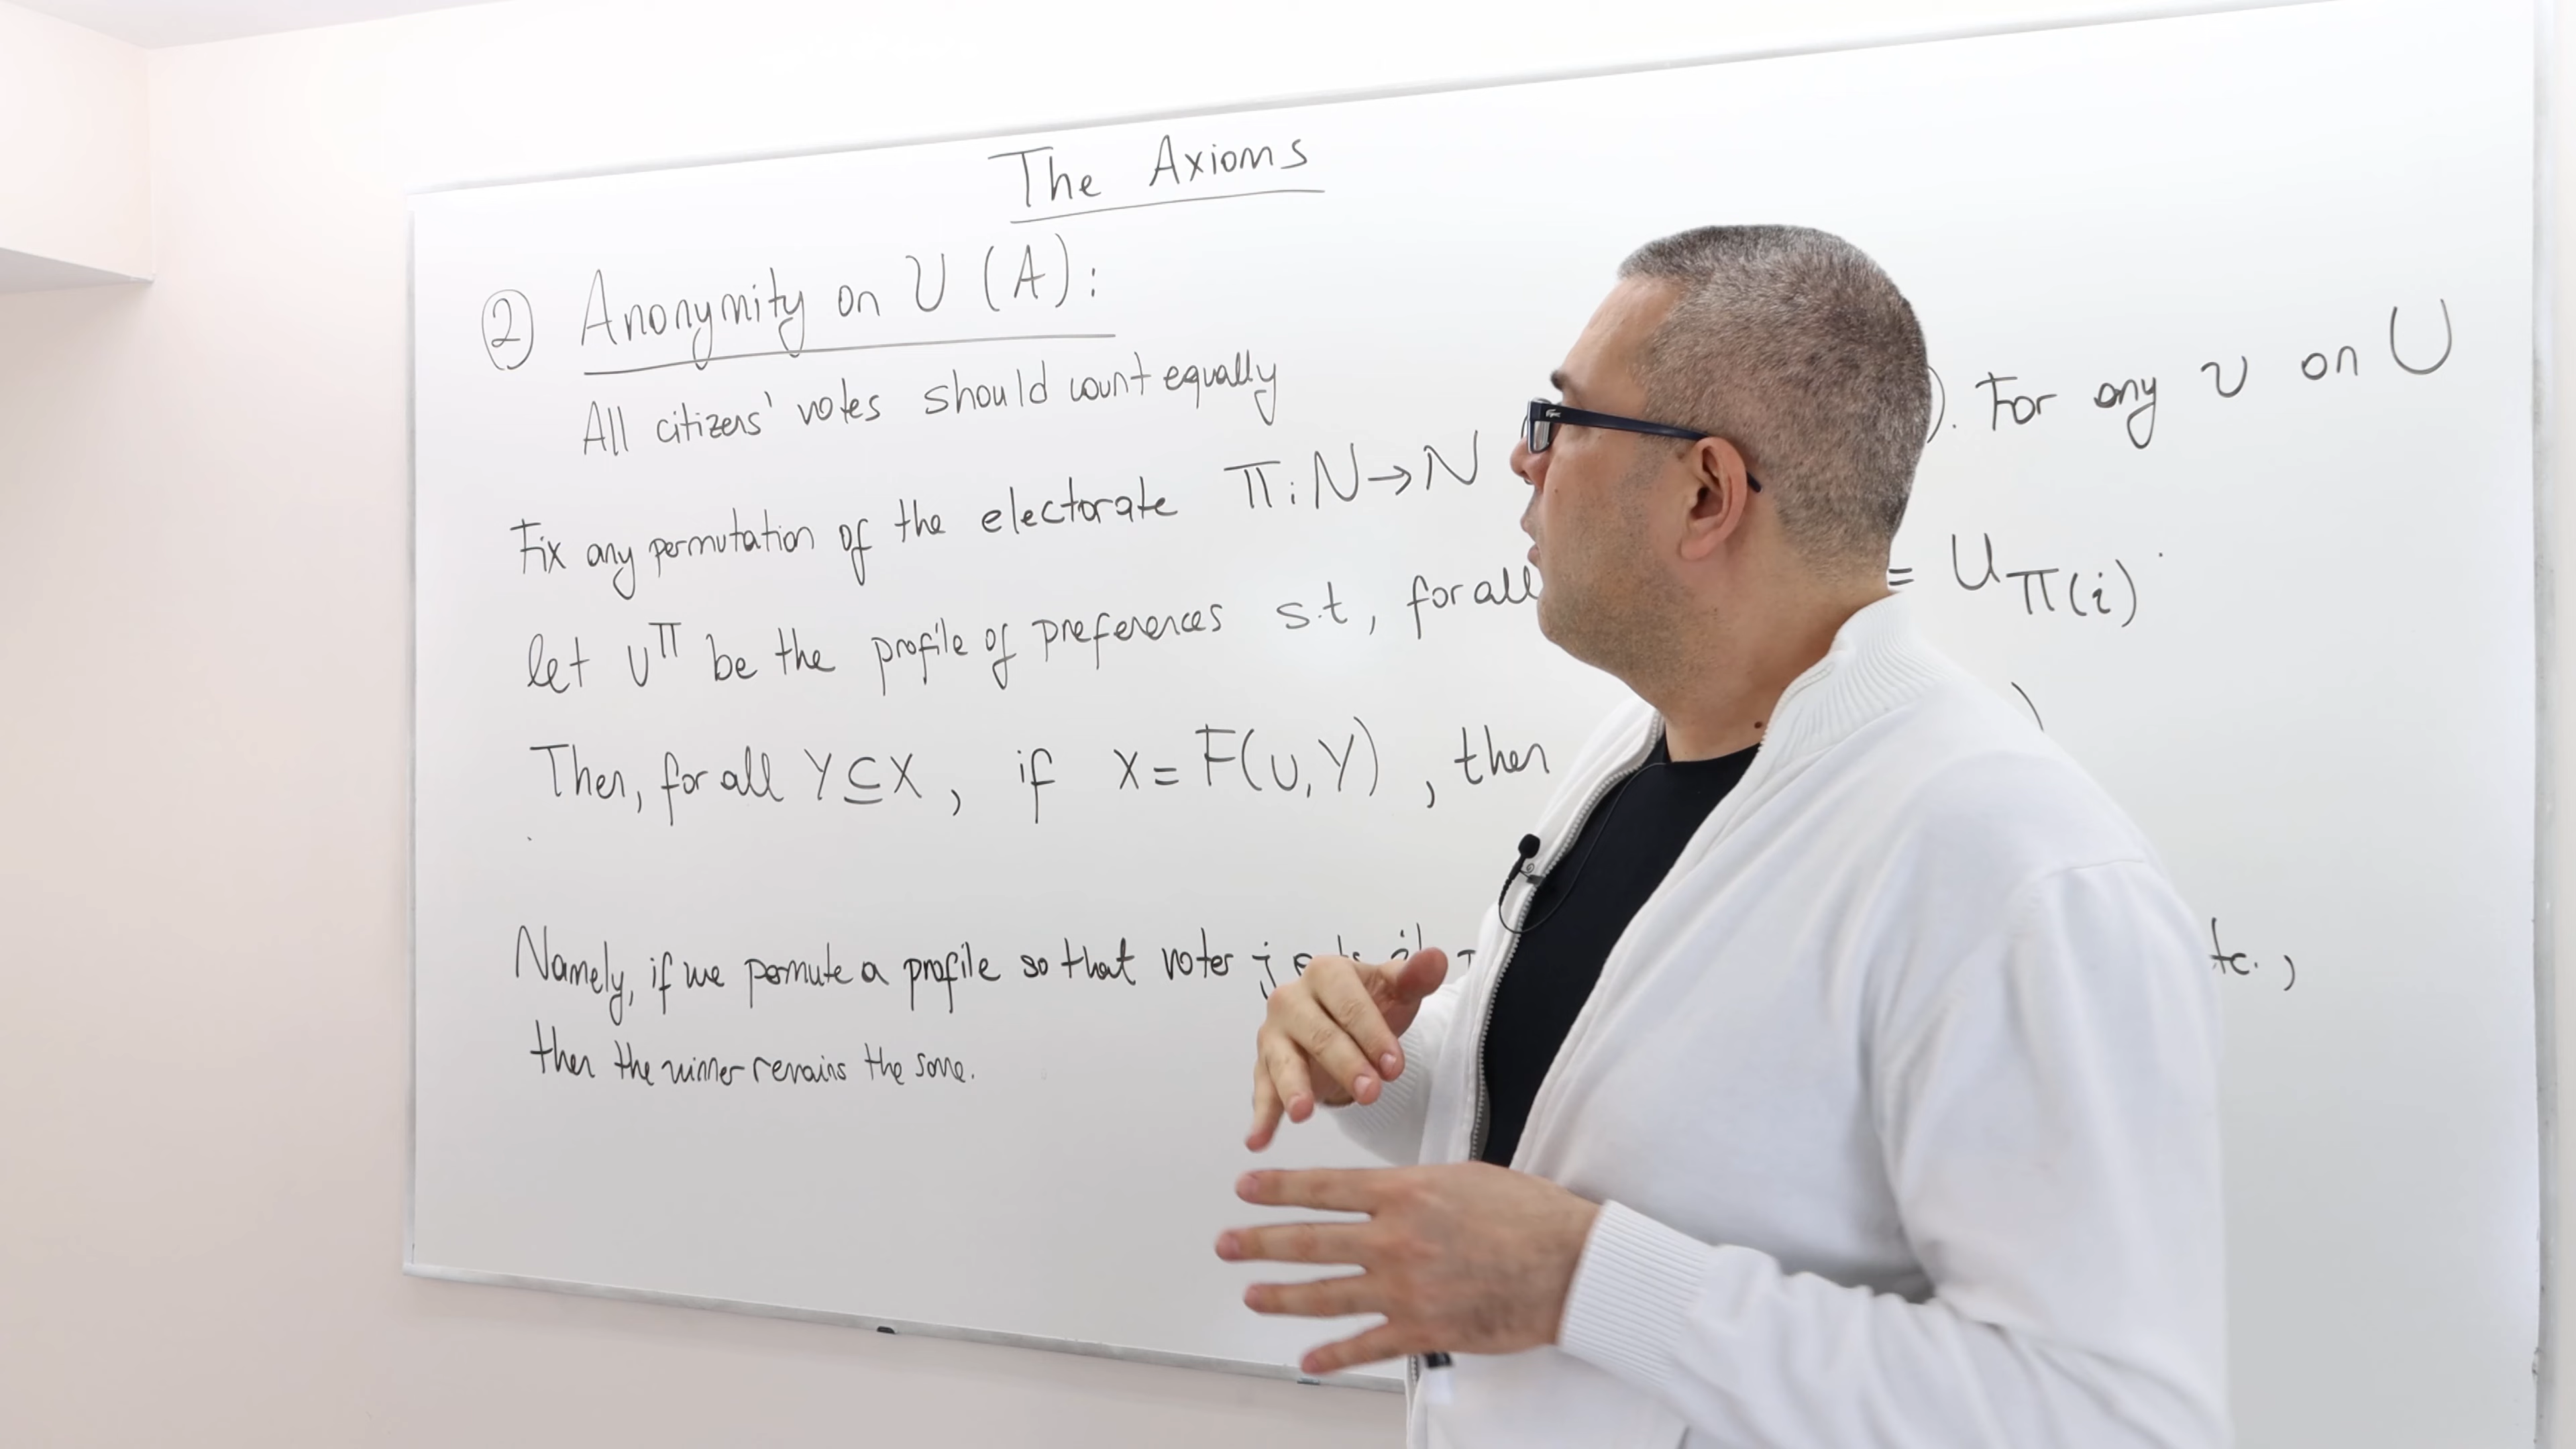 The Axioms
② Anonymity on U (A):
All citizens' votes should count equally
Fix any permutation of the electorate π: N→N ). For any u on U
let u^π be the profile of preferences s.t, for all = u_π(i).
Then, for all Y⊆X, if x = F(u,Y), then )
Namely, if we permute a profile so that voter j etc.,
then the winner remains the same.